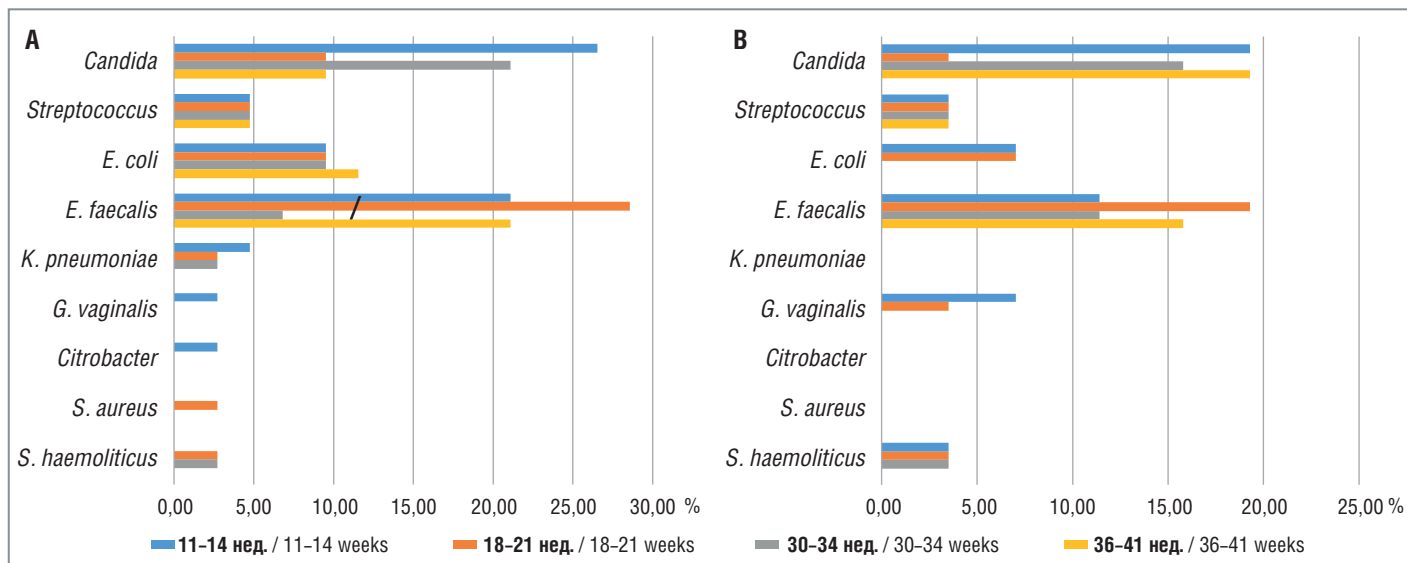 A
Candida
Streptococcus
E. coli
E. faecalis
K. pneumoniae
G. vaginalis
Citrobacter
S. aureus
S. haemoliticus
0,00 5,00 10,00 15,00 20,00 25,00 30,00 %
B
Candida
Streptococcus
E. coli
E. faecalis
K. pneumoniae
G. vaginalis
Citrobacter
S. aureus
S. haemoliticus
0,00 5,00 10,00 15,00 20,00 25,00 %
11–14 нед. / 11–14 weeks 18–21 нед. / 18–21 weeks 30–34 нед. / 30–34 weeks 36–41 нед. / 36–41 weeks